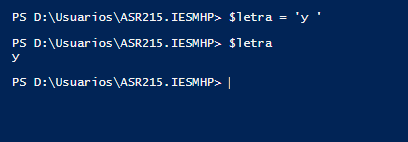 PS D:\Usuarios\ASR215.IESMHP> $letra = 'y '
PS D:\Usuarios\ASR215.IESMHP> $letra
y
PS D:\Usuarios\ASR215.IESMHP>